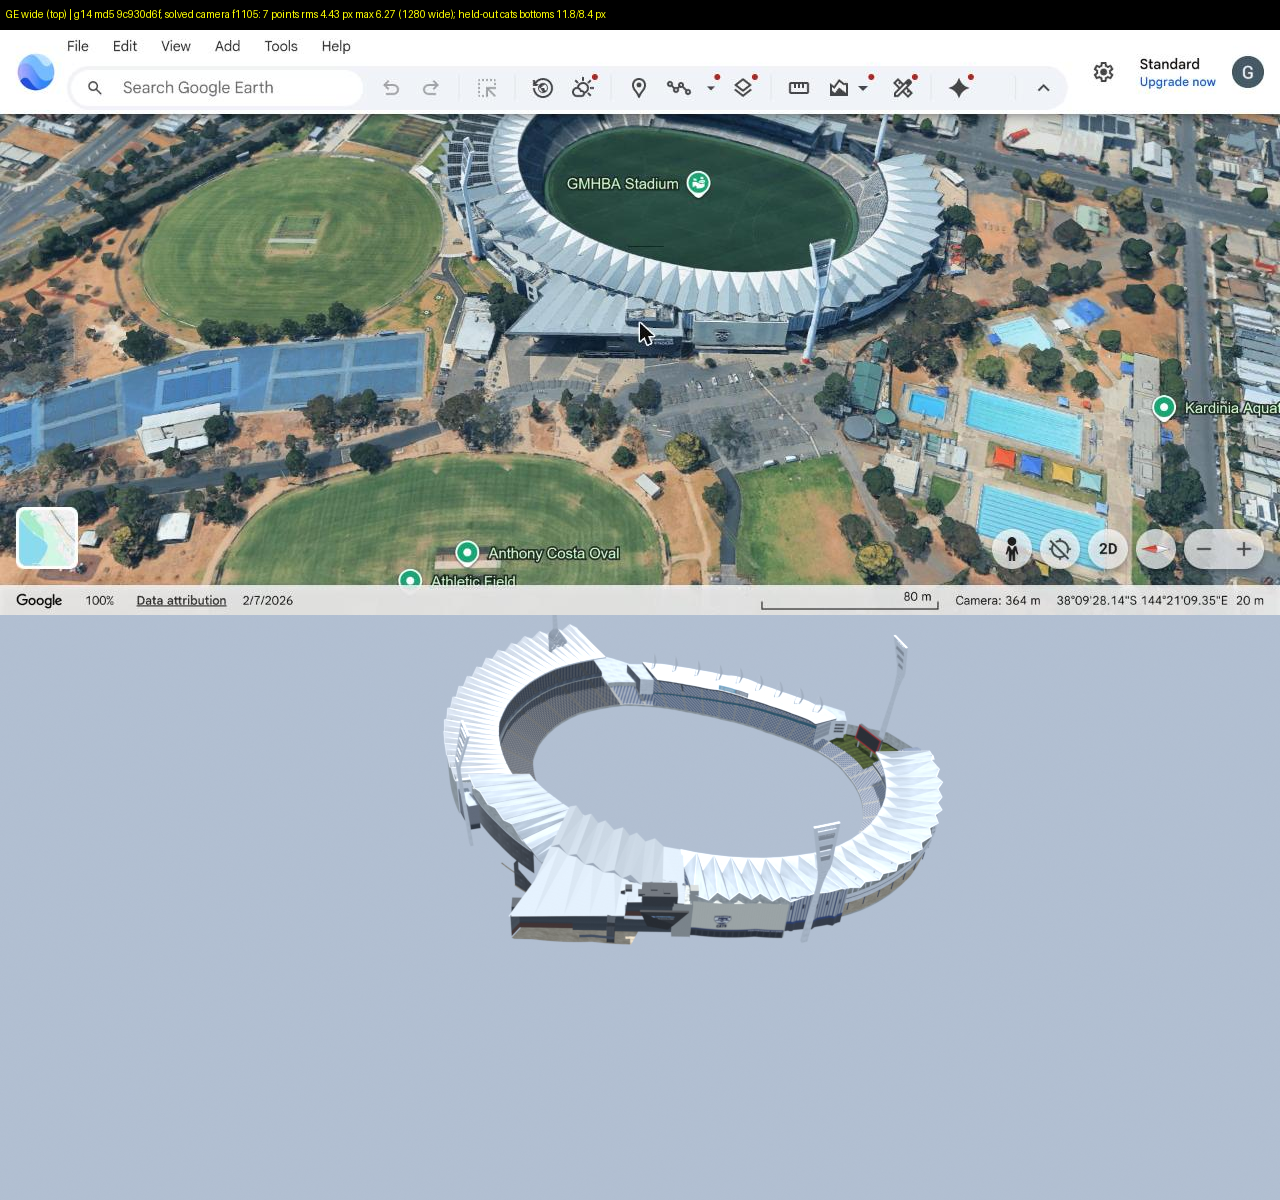 GE wide (top) | g14 md5 9c930d6f, solved camera f1105: 7 points rms 4.43 px max 6.27 (1280 wide); held-out cats bottoms 11.8/8.4 px
File Edit View Add Tools Help
Search Google Earth
Standard
Upgrade now
G
GMHBA Stadium
Kardinia Aquat
Anthony Costa Oval
Athletic Field
2D
Google 100% Data attribution 2/7/2026 80 m Camera: 364 m 38°09'28.14"S 144°21'09.35"E 20 m